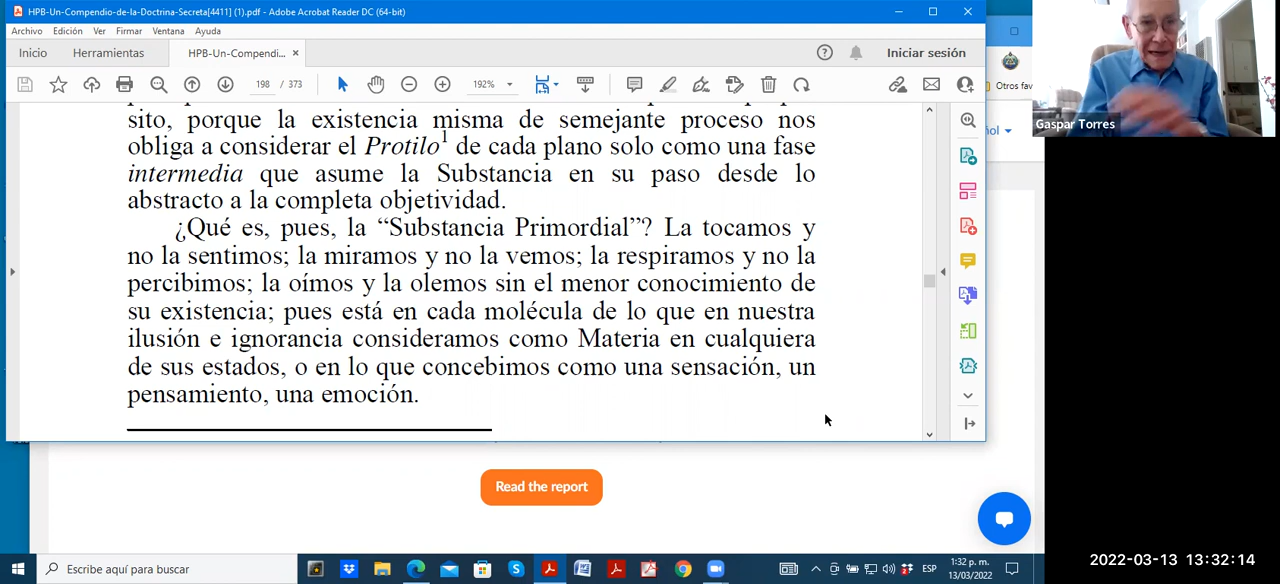 HPB-Un-Compendio-de-la-Doctrina-Secreta[4411] (1).pdf - Adobe Acrobat Reader DC (64-bit)
Archivo Edición Ver Firmar Ventana Ayuda
Inicio Herramientas HPB-Un-Compendi... × Iniciar sesión
198 / 373 192%
Otros fav
Gaspar Torres
ñol
sito, porque la existencia misma de semejante proceso nos
obliga a considerar el Protilo1 de cada plano solo como una fase
intermedia que asume la Substancia en su paso desde lo
abstracto a la completa objetividad.
¿Qué es, pues, la “Substancia Primordial”? La tocamos y
no la sentimos; la miramos y no la vemos; la respiramos y no la
percibimos; la oímos y la olemos sin el menor conocimiento de
su existencia; pues está en cada molécula de lo que en nuestra
ilusión e ignorancia consideramos como Materia en cualquiera
de sus estados, o en lo que concebimos como una sensación, un
pensamiento, una emoción.
Read the report
Escribe aquí para buscar
ESP
1:32 p. m.
13/03/2022
2022-03-13 13:32:14